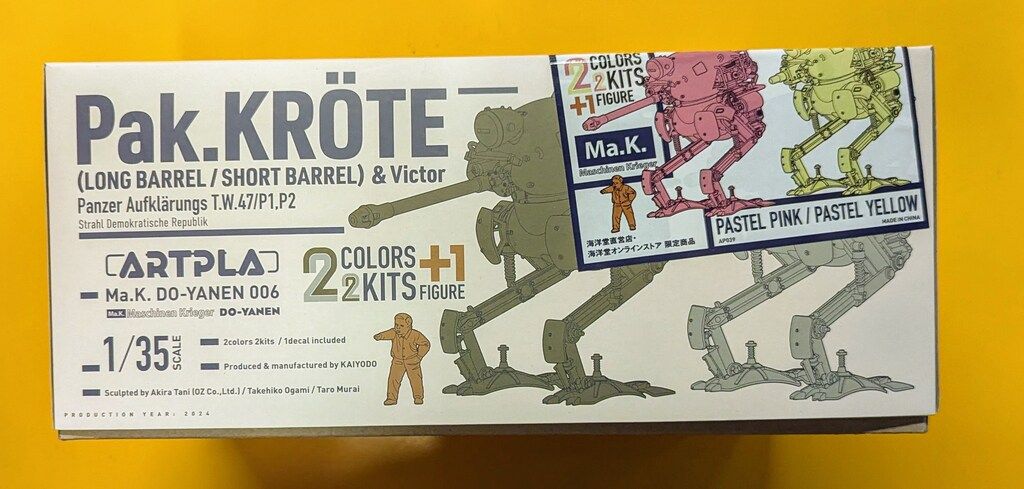 Pak.KRÖTE
(LONG BARREL / SHORT BARREL) & Victor
Panzer Aufklärungs T.W.47/P1,P2
Strahl Demokratische Republik
ARTPLA
Ma.K. DO-YANEN 006
Ma.K. Maschinen Krieger DO-YANEN
1/35 SCALE
2colors 2kits / 1decal included
Produced & manufactured by KAIYODO
Sculpted by Akira Tani (OZ Co.,Ltd.) / Takehiko Ogami / Taro Murai
PRODUCTION YEAR: 2024
2 COLORS
2 KITS
+1 FIGURE
2 COLORS
2 KITS
+1 FIGURE
Ma.K.
Maschinen Krieger
海洋堂直営店・
海洋堂オンラインストア 限定商品
PASTEL PINK / PASTEL YELLOW
AP039
MADE IN CHINA